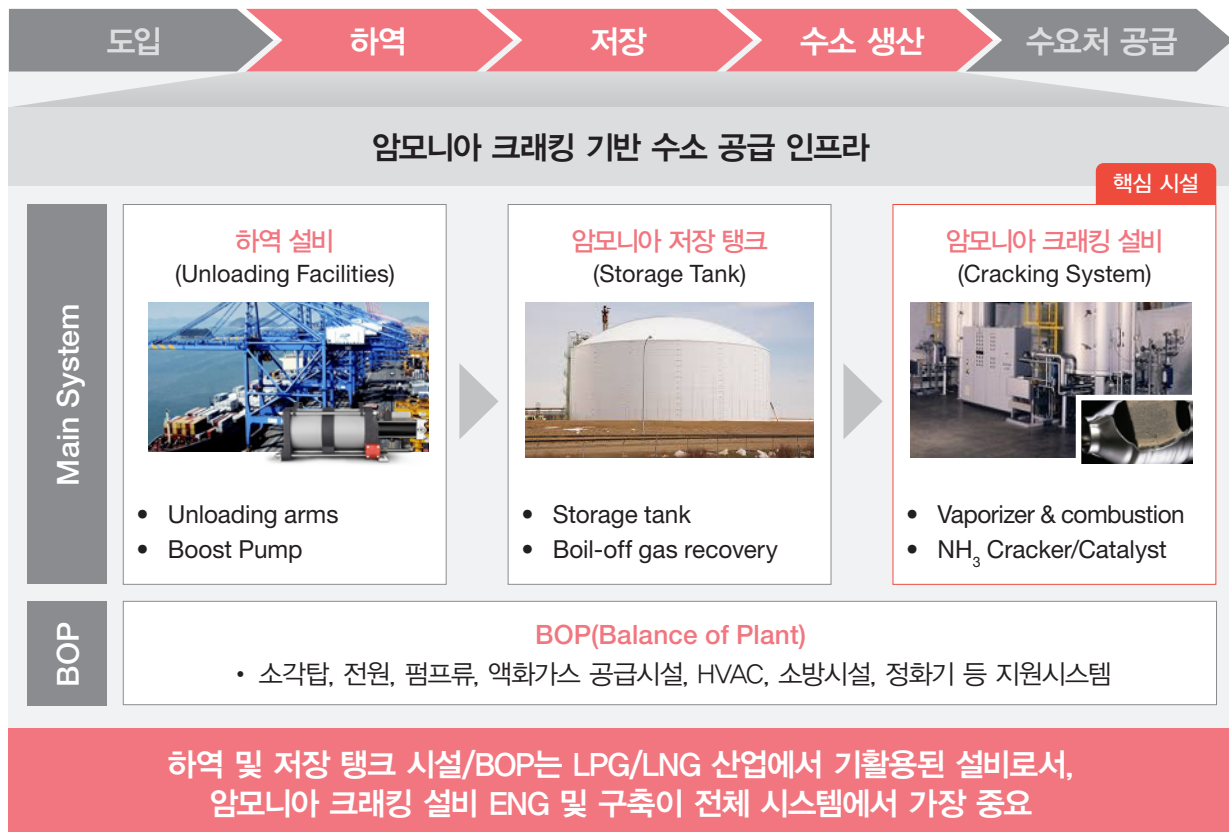 도입
하역
저장
수소 생산
수요처 공급
암모니아 크래킹 기반 수소 공급 인프라
핵심 시설
Main System
하역 설비
(Unloading Facilities)
• Unloading arms
• Boost Pump
암모니아 저장 탱크
(Storage Tank)
• Storage tank
• Boil-off gas recovery
암모니아 크래킹 설비
(Cracking System)
• Vaporizer & combustion
• NH₃ Cracker/Catalyst
BOP
BOP(Balance of Plant)
• 소각탑, 전원, 펌프류, 액화가스 공급시설, HVAC, 소방시설, 정화기 등 지원시스템
하역 및 저장 탱크 시설/BOP는 LPG/LNG 산업에서 기활용된 설비로서,
암모니아 크래킹 설비 ENG 및 구축이 전체 시스템에서 가장 중요